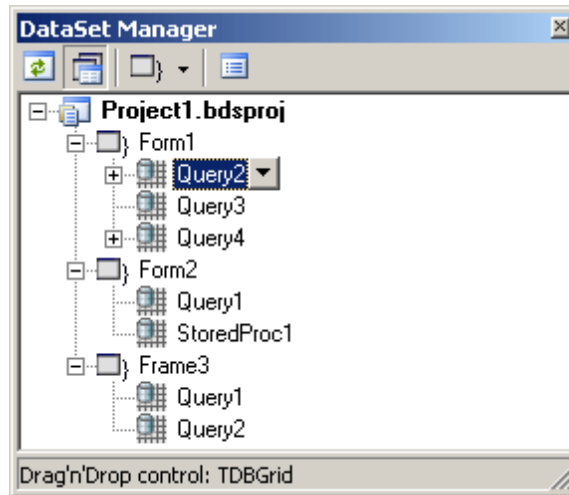 DataSet Manager
Project1.bdsproj
Form1
Query2
Query3
Query4
Form2
Query1
StoredProc1
Frame3
Query1
Query2
Drag'n'Drop control: TDBGrid